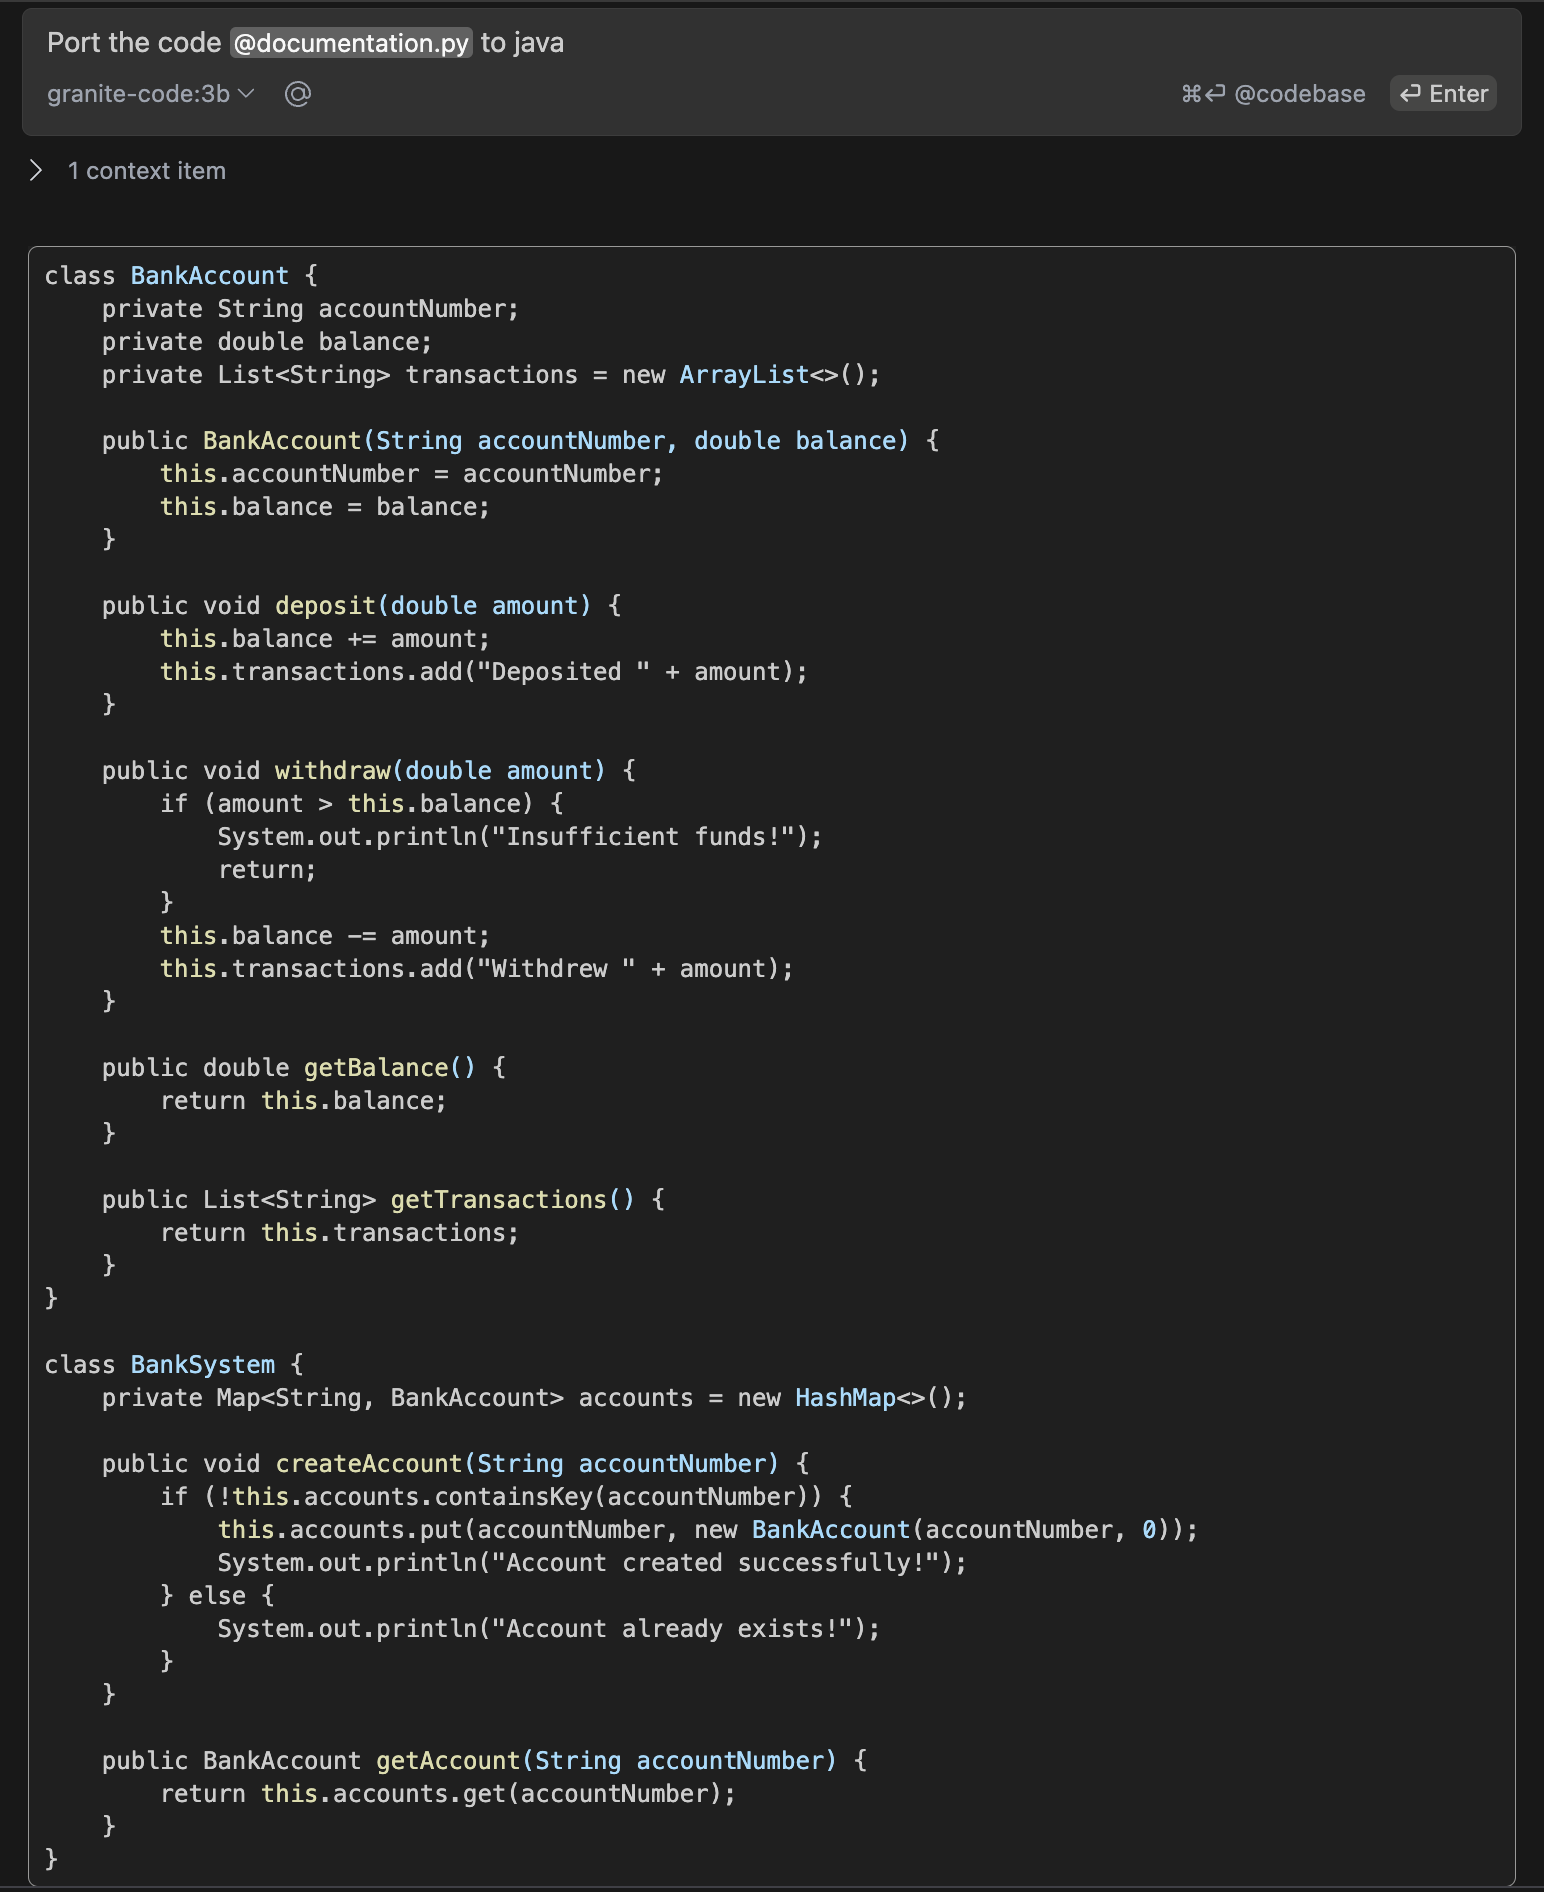 Port the code @documentation.py to java
granite-code:3b @ ⌘⏎ @codebase ⏎ Enter
1 context item
class BankAccount {
    private String accountNumber;
    private double balance;
    private List<String> transactions = new ArrayList<>();

    public BankAccount(String accountNumber, double balance) {
        this.accountNumber = accountNumber;
        this.balance = balance;
    }

    public void deposit(double amount) {
        this.balance += amount;
        this.transactions.add("Deposited " + amount);
    }

    public void withdraw(double amount) {
        if (amount > this.balance) {
            System.out.println("Insufficient funds!");
            return;
        }
        this.balance -= amount;
        this.transactions.add("Withdrew " + amount);
    }

    public double getBalance() {
        return this.balance;
    }

    public List<String> getTransactions() {
        return this.transactions;
    }
}

class BankSystem {
    private Map<String, BankAccount> accounts = new HashMap<>();

    public void createAccount(String accountNumber) {
        if (!this.accounts.containsKey(accountNumber)) {
            this.accounts.put(accountNumber, new BankAccount(accountNumber, 0));
            System.out.println("Account created successfully!");
        } else {
            System.out.println("Account already exists!");
        }
    }

    public BankAccount getAccount(String accountNumber) {
        return this.accounts.get(accountNumber);
    }
}